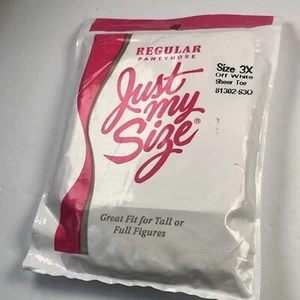 REGULAR
PANTYHOSE
Just
my
Size®
Size 3X
Off White
Sheer Toe
81302-S30
Great Fit for Tall or
Full Figures